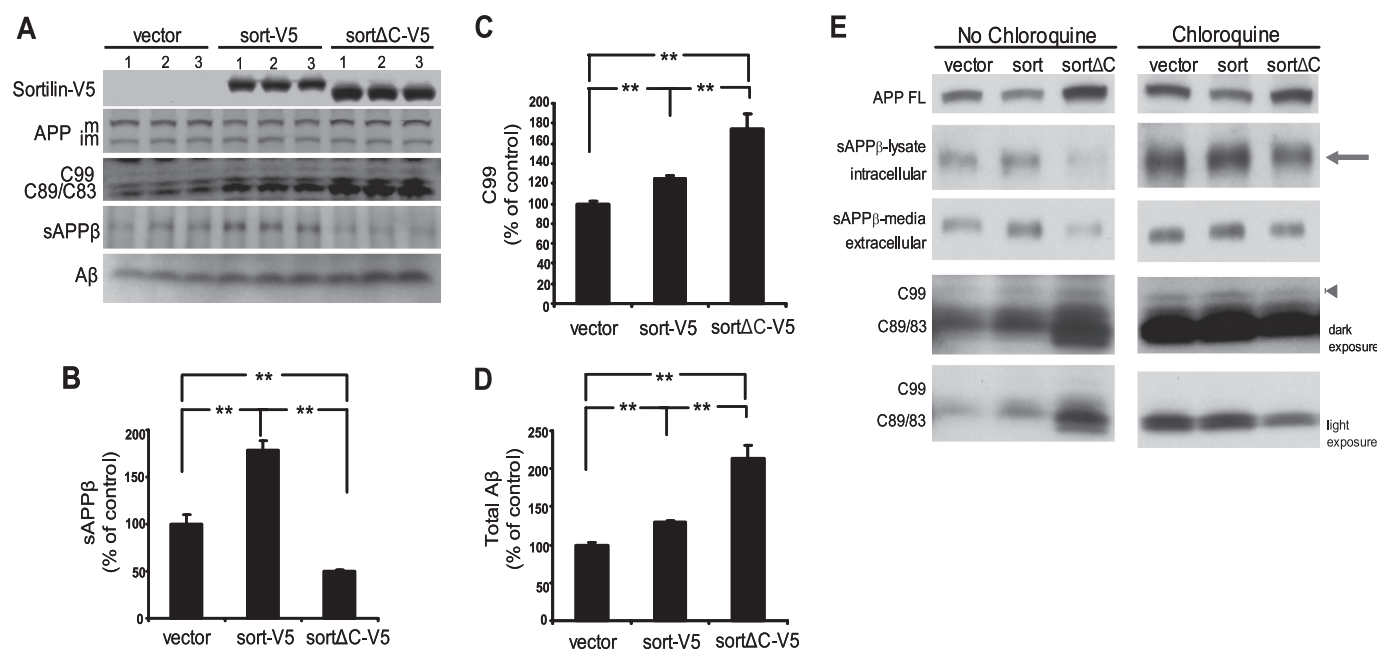 A
vector sort-V5 sortΔC-V5
1 2 3 1 2 3 1 2 3
Sortilin-V5
APP m
im
C99
C89/C83
sAPPβ
Aβ
B
sAPPβ
(% of control)
200
150
100
50
0
** ** **
vector sort-V5 sortΔC-V5
C
C99
(% of control)
200
180
160
140
120
100
80
60
40
20
0
** ** **
vector sort-V5 sortΔC-V5
D
Total Aβ
(% of control)
250
200
150
100
50
0
** ** **
vector sort-V5 sortΔC-V5
E
No Chloroquine Chloroquine
vector sort sortΔC vector sort sortΔC
APP FL
sAPPβ-lysate
intracellular
sAPPβ-media
extracellular
C99
C89/83
dark
exposure
C99
C89/83
light
exposure